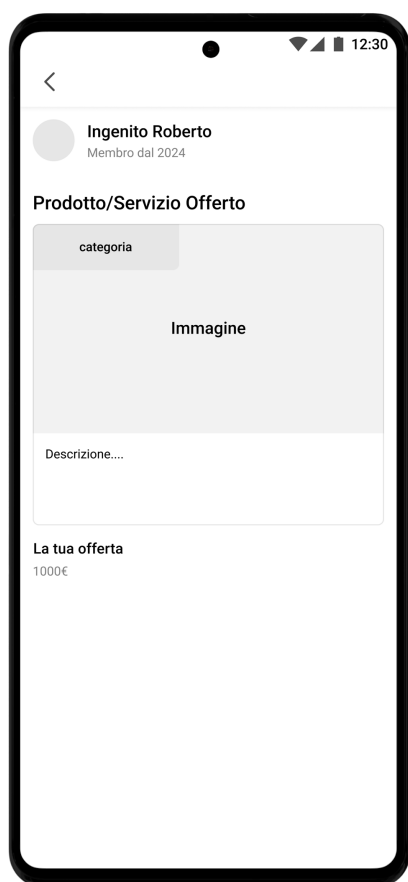 12:30
Ingenito Roberto
Membro dal 2024
Prodotto/Servizio Offerto
categoria
Immagine
Descrizione....
La tua offerta
1000€